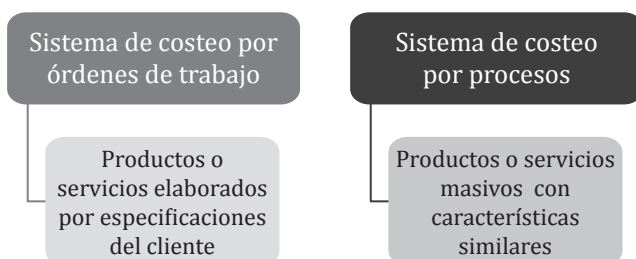 Sistema de costeo por
órdenes de trabajo
Productos o
servicios elaborados
por especificaciones
del cliente
Sistema de costeo
por procesos
Productos o servicios
masivos con
características
similares